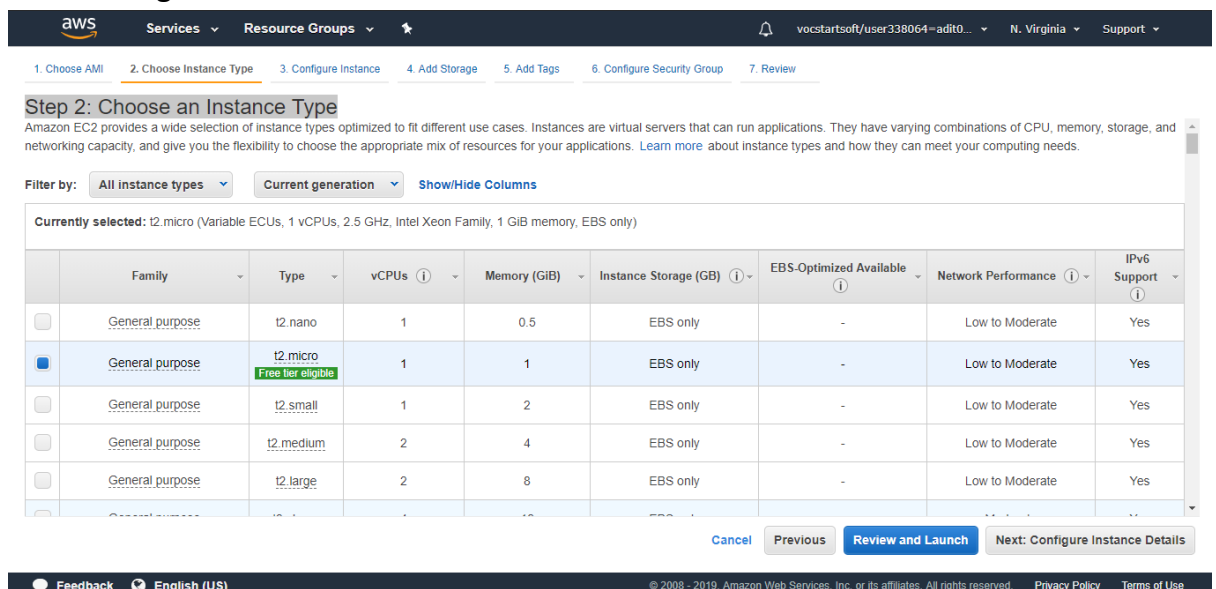 aws Services Resource Groups vocstartsoft/user338064=adit0... N. Virginia Support
1. Choose AMI 2. Choose Instance Type 3. Configure Instance 4. Add Storage 5. Add Tags 6. Configure Security Group 7. Review
Step 2: Choose an Instance Type
Amazon EC2 provides a wide selection of instance types optimized to fit different use cases. Instances are virtual servers that can run applications. They have varying combinations of CPU, memory, storage, and
networking capacity, and give you the flexibility to choose the appropriate mix of resources for your applications. Learn more about instance types and how they can meet your computing needs.
Filter by: All instance types Current generation Show/Hide Columns
Currently selected: t2.micro (Variable ECUs, 1 vCPUs, 2.5 GHz, Intel Xeon Family, 1 GiB memory, EBS only)
Family Type vCPUs Memory (GiB) Instance Storage (GB) EBS-Optimized Available Network Performance IPv6 Support
General purpose t2.nano 1 0.5 EBS only - Low to Moderate Yes
General purpose t2.micro 1 1 EBS only - Low to Moderate Yes
Free tier eligible
General purpose t2.small 1 2 EBS only - Low to Moderate Yes
General purpose t2.medium 2 4 EBS only - Low to Moderate Yes
General purpose t2.large 2 8 EBS only - Low to Moderate Yes
Cancel Previous Review and Launch Next: Configure Instance Details
Feedback English (US) © 2008 - 2019, Amazon Web Services, Inc. or its affiliates. All rights reserved. Privacy Policy Terms of Use